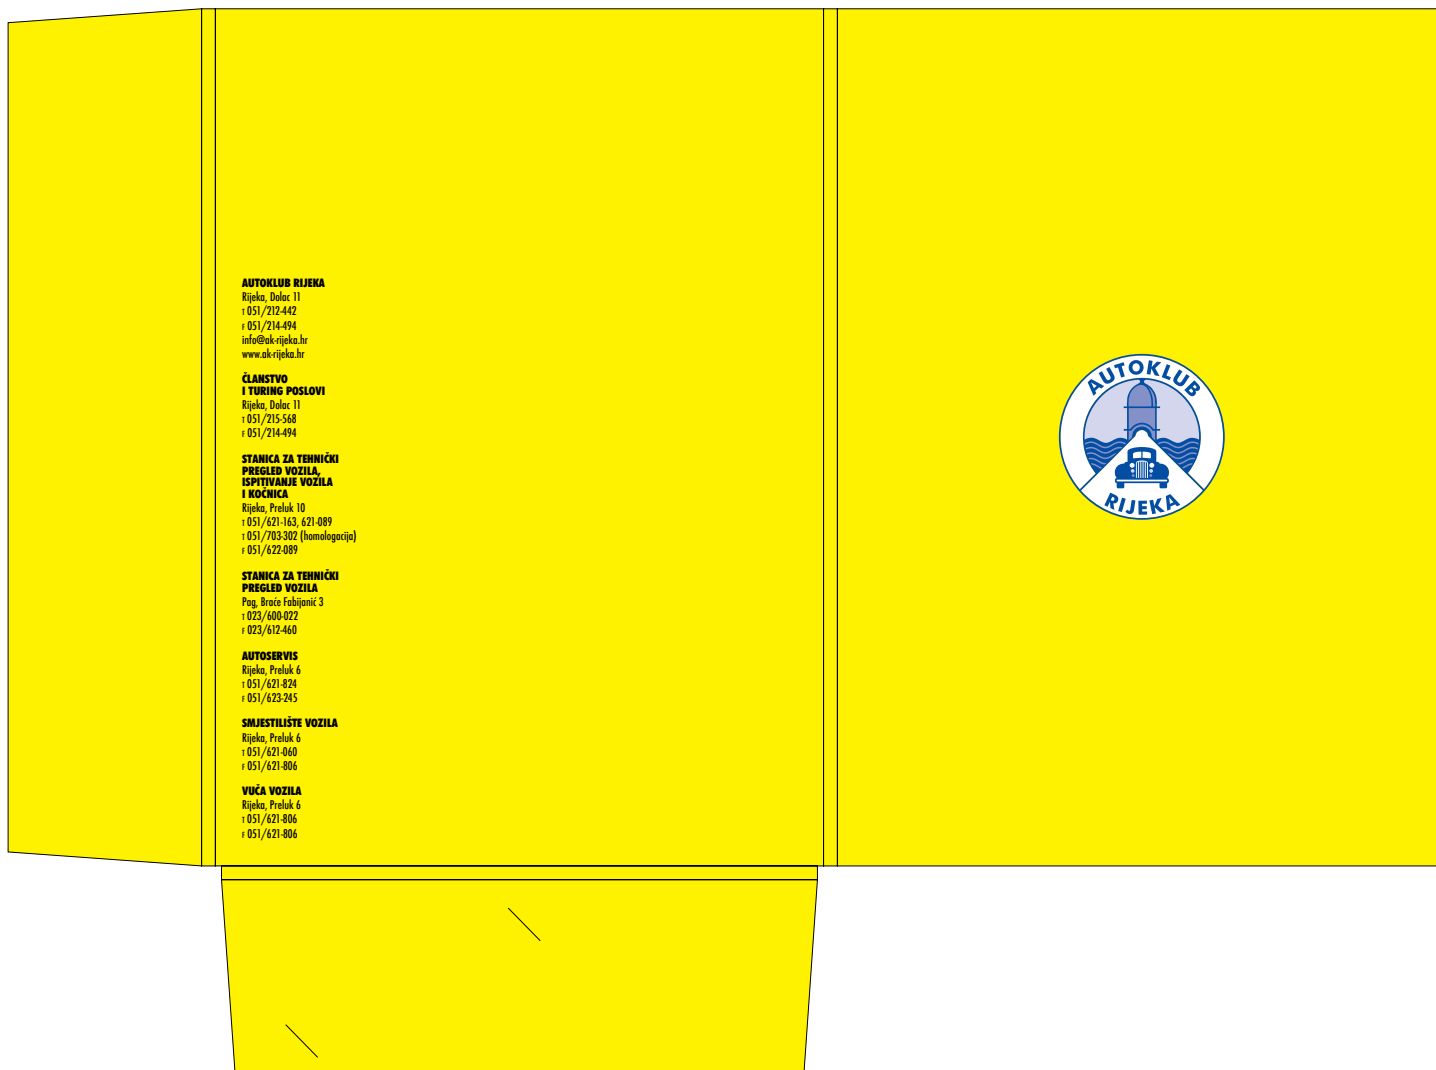 AUTOKLUB RIJEKA
Rijeka, Dolac 11
T 051/212-442
F 051/214-494
info@ak-rijeka.hr
www.ak-rijeka.hr
ČLANSTVO
I TURING POSLOVI
Rijeka, Dolac 11
T 051/215-568
F 051/214-494
STANICA ZA TEHNIČKI
PREGLED VOZILA,
ISPITIVANJE VOZILA
I KOČNICA
Rijeka, Preluk 10
T 051/621-163, 621-089
T 051/703-302 (homologacija)
F 051/622-089
STANICA ZA TEHNIČKI
PREGLED VOZILA
Pag, Braće Fabijanić 3
T 023/600-022
F 023/612-460
AUTOSERVIS
Rijeka, Preluk 6
T 051/621-824
F 051/623-245
SMJESTILIŠTE VOZILA
Rijeka, Preluk 6
T 051/621-060
F 051/621-806
VUČA VOZILA
Rijeka, Preluk 6
T 051/621-806
F 051/621-806
AUTOKLUB
RIJEKA